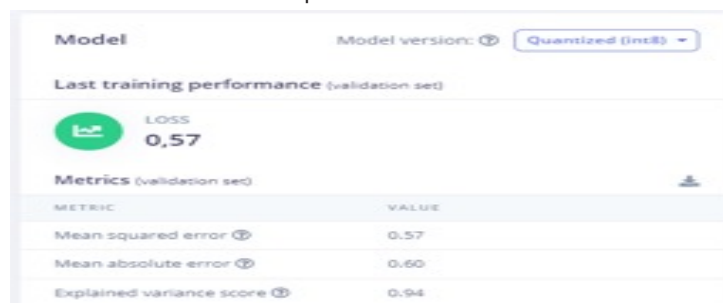 Model Model version: Quantized (int8)
Last training performance (validation set)
LOSS
0,57
Metrics (validation set)
METRIC VALUE
Mean squared error 0.57
Mean absolute error 0.60
Explained variance score 0.94